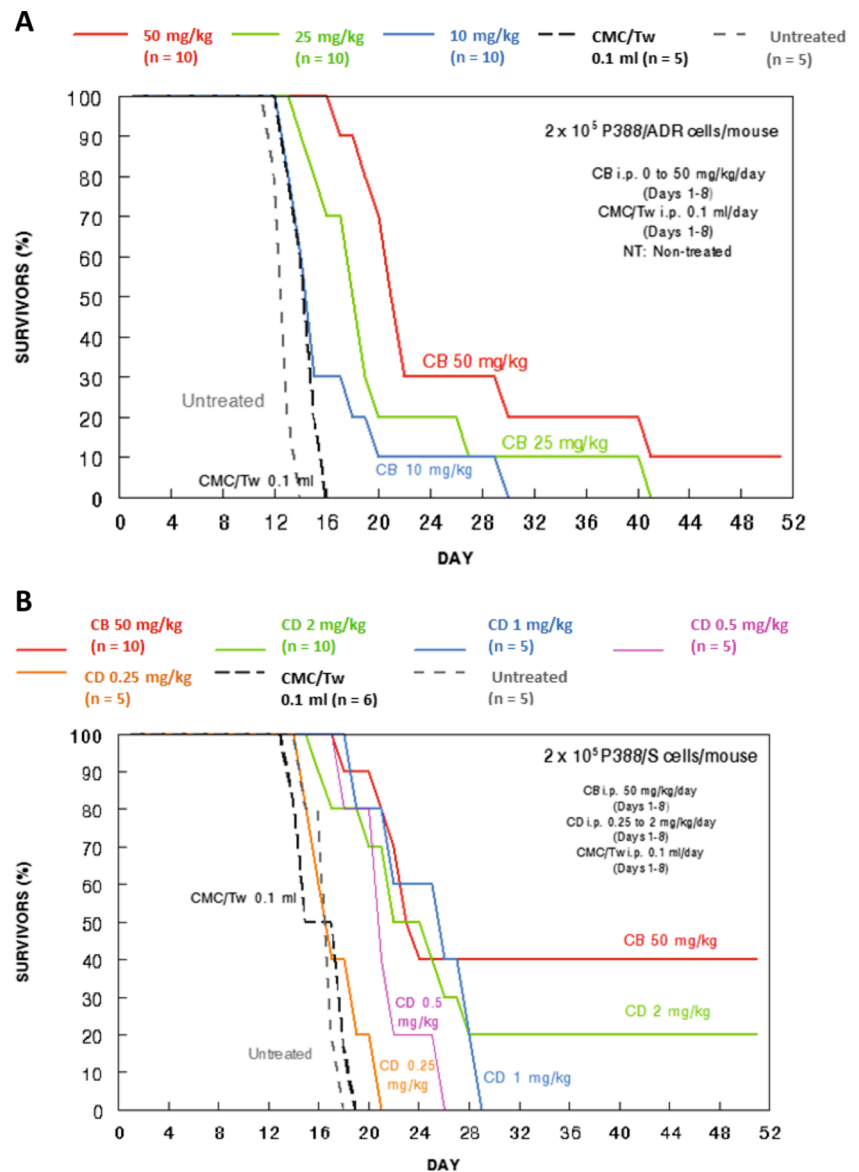 A
50 mg/kg 25 mg/kg 10 mg/kg CMC/Tw Untreated
(n = 10) (n = 10) (n = 10) 0.1 ml (n = 5) (n = 5)
100
90
80
70
60
50
40
30
20
10
0
SURVIVORS (%)
2 x 10⁵ P388/ADR cells/mouse
CB i.p. 0 to 50 mg/kg/day
(Days 1-8)
CMC/Tw i.p. 0.1 ml/day
(Days 1-8)
NT: Non-treated
CB 50 mg/kg
Untreated
CB 25 mg/kg
CB 10 mg/kg
CMC/Tw 0.1 ml
0 4 8 12 16 20 24 28 32 36 40 44 48 52
DAY
B
CB 50 mg/kg CD 2 mg/kg CD 1 mg/kg CD 0.5 mg/kg
(n = 10) (n = 10) (n = 5) (n = 5)
CD 0.25 mg/kg CMC/Tw Untreated
(n = 5) 0.1 ml (n = 6) (n = 5)
100
90
80
70
60
50
40
30
20
10
0
SURVIVORS (%)
2 x 10⁵ P388/S cells/mouse
CB i.p. 50 mg/kg/day
(Days 1-8)
CD i.p. 0.25 to 2 mg/kg/day
(Days 1-8)
CMC/Tw i.p. 0.1 ml/day
(Days 1-8)
CMC/Tw 0.1 ml
CB 50 mg/kg
CD 0.5
mg/kg
CD 2 mg/kg
Untreated
CD 0.25
mg/kg
CD 1 mg/kg
0 4 8 12 16 20 24 28 36 32 40 44 48 52
DAY